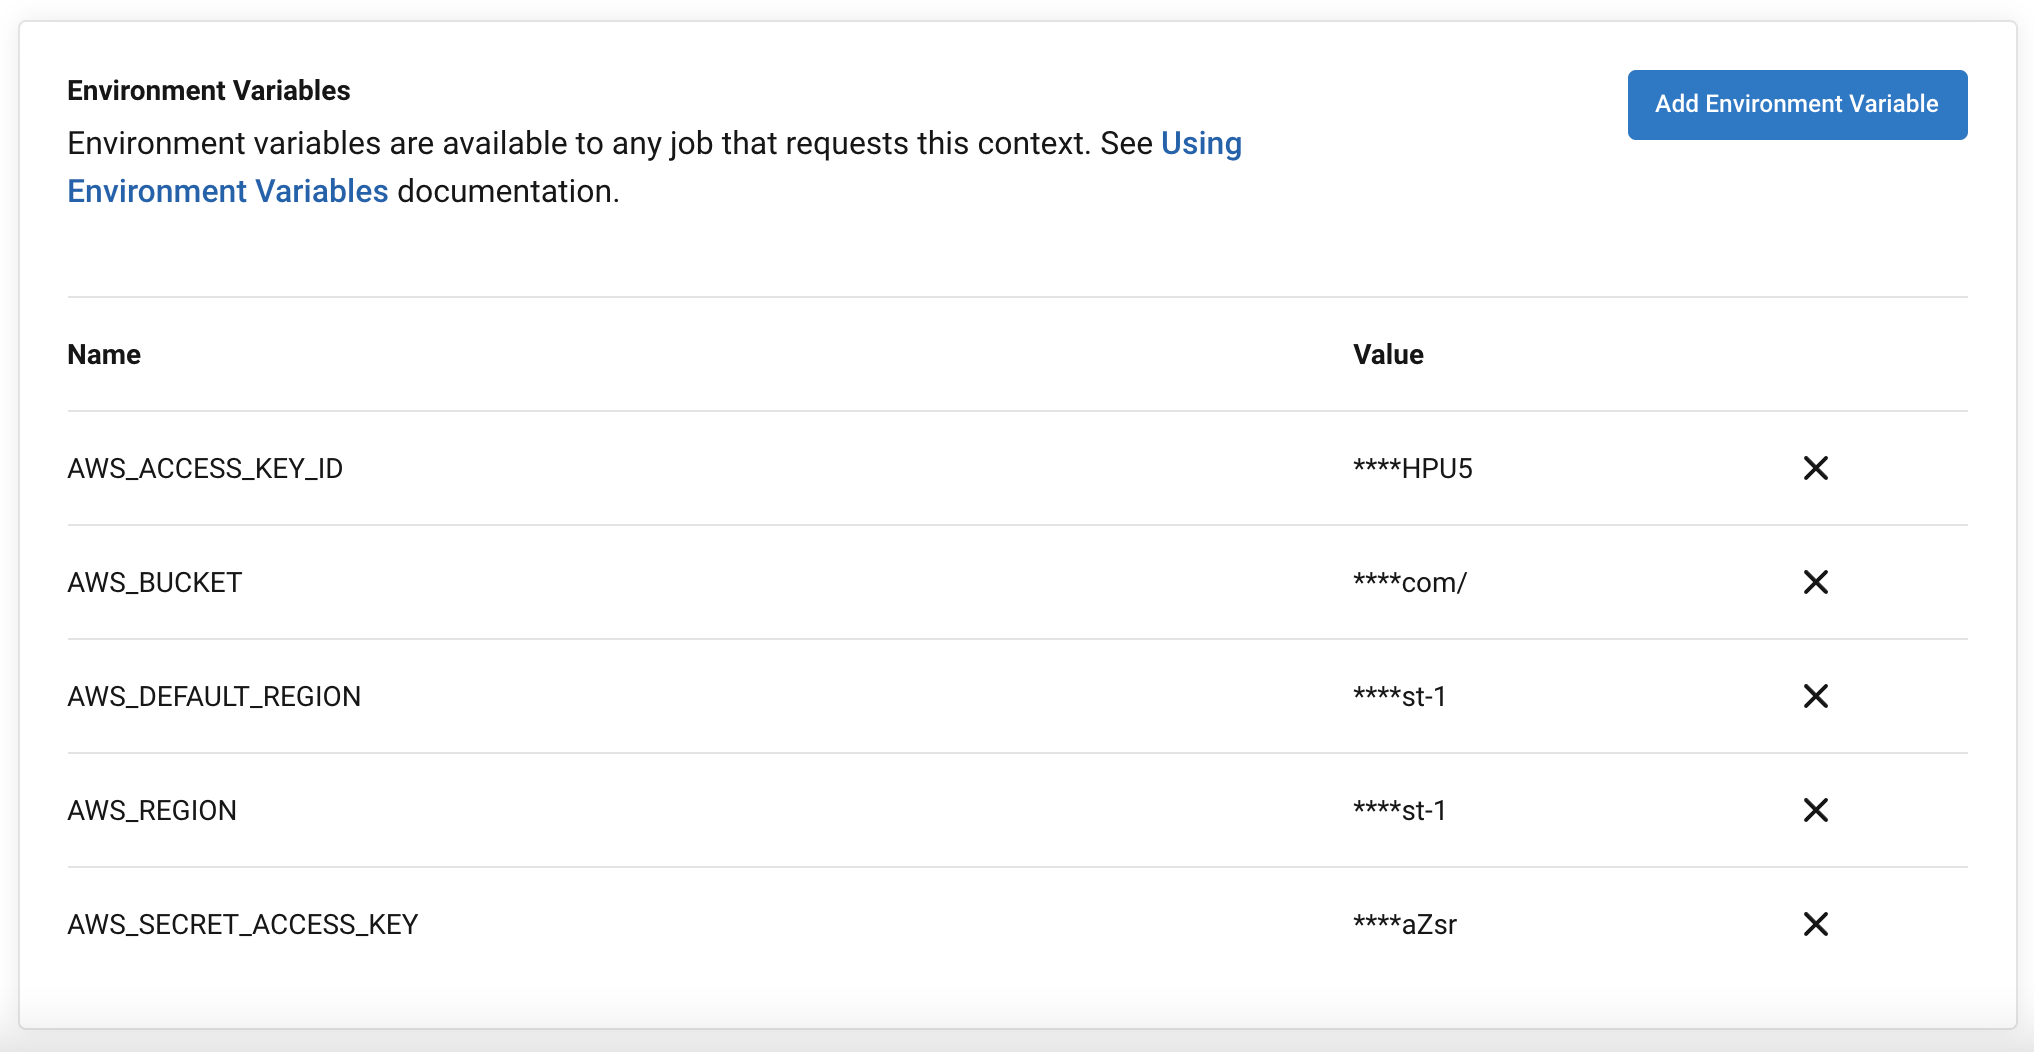 Environment Variables
Add Environment Variable
Environment variables are available to any job that requests this context. See Using
Environment Variables documentation.
Name Value
AWS_ACCESS_KEY_ID ****HPU5
AWS_BUCKET ****com/
AWS_DEFAULT_REGION ****st-1
AWS_REGION ****st-1
AWS_SECRET_ACCESS_KEY ****aZsr